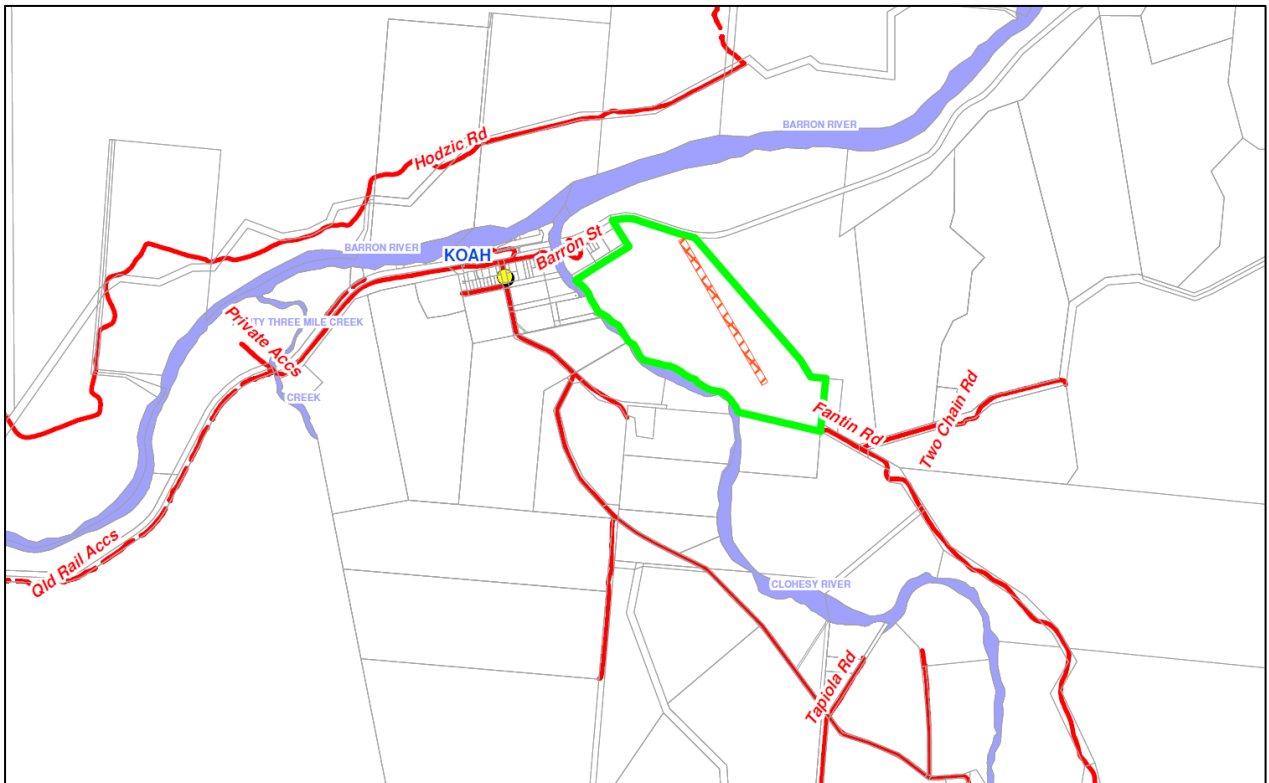 BARRON RIVER
Hodzic Rd
Barron St
BARRON RIVER
KOAH
TY THREE MILE CREEK
Private Accs
CREEK
Fantin Rd
Two Chain Rd
Qld Rail Accs
CLOHESY RIVER
Tapiola Rd